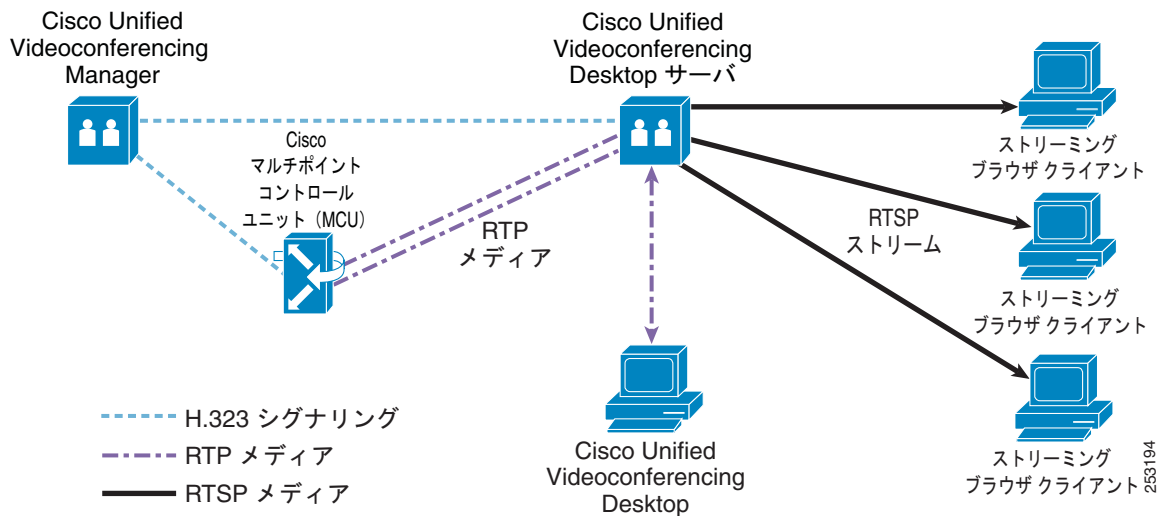 Cisco Unified
Videoconferencing
Manager
Cisco Unified
Videoconferencing
Desktop サーバ
Cisco
マルチポイント
コントロール
ユニット（MCU）
RTP
メディア
RTSP
ストリーム
ストリーミング
ブラウザ クライアント
ストリーミング
ブラウザ クライアント
ストリーミング
ブラウザ クライアント
Cisco Unified
Videoconferencing
Desktop
H.323 シグナリング
RTP メディア
RTSP メディア
253194